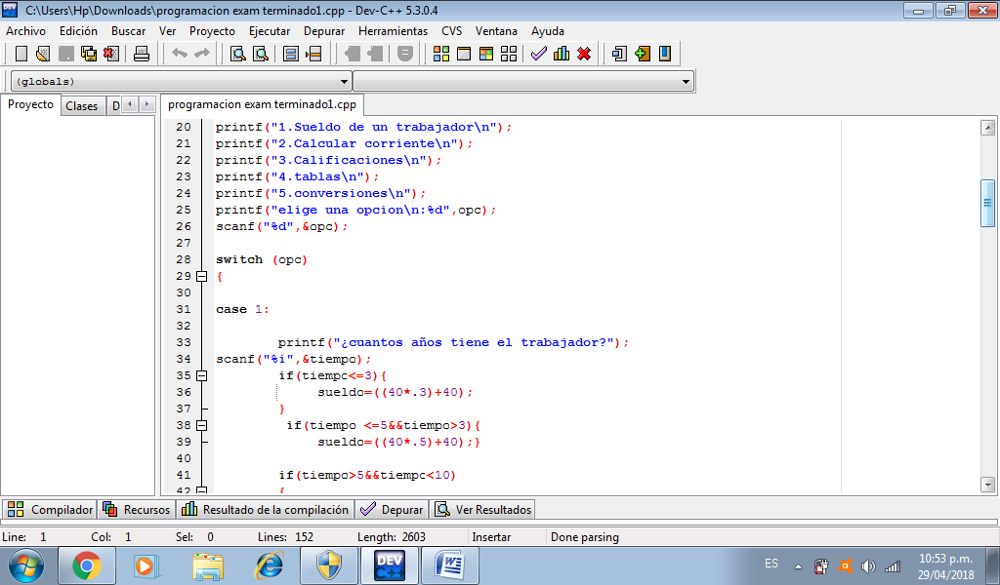 C:\Users\Hp\Downloads\programacion exam terminado1.cpp - Dev-C++ 5.3.0.4
Archivo Edición Buscar Ver Proyecto Ejecutar Depurar Herramientas CVS Ventana Ayuda
(globals)
Proyecto Clases D programacion exam terminado1.cpp
20 printf("1.Sueldo de un trabajador\n");
21 printf("2.Calcular corriente\n");
22 printf("3.Calificaciones\n");
23 printf("4.tablas\n");
24 printf("5.conversiones\n");
25 printf("elige una opcion\n:%d",opc);
26 scanf("%d",&opc);
27
28 switch (opc)
29 {
30
31 case 1:
32
33 printf("¿cuantos años tiene el trabajador?");
34 scanf("%i",&tiempo);
35 if(tiempo<=3){
36 sueldo=((40*.3)+40);
37 }
38 if(tiempo <=5&&tiempo>3){
39 sueldo=((40*.5)+40);}
40
41 if(tiempo>5&&tiempo<10)
42 {
Compilador Recursos Resultado de la compilación Depurar Ver Resultados
Line: 1 Col: 1 Sel: 0 Lines: 152 Length: 2603 Insertar Done parsing
DEV C++ W ES 10:53 p.m.
29/04/2018